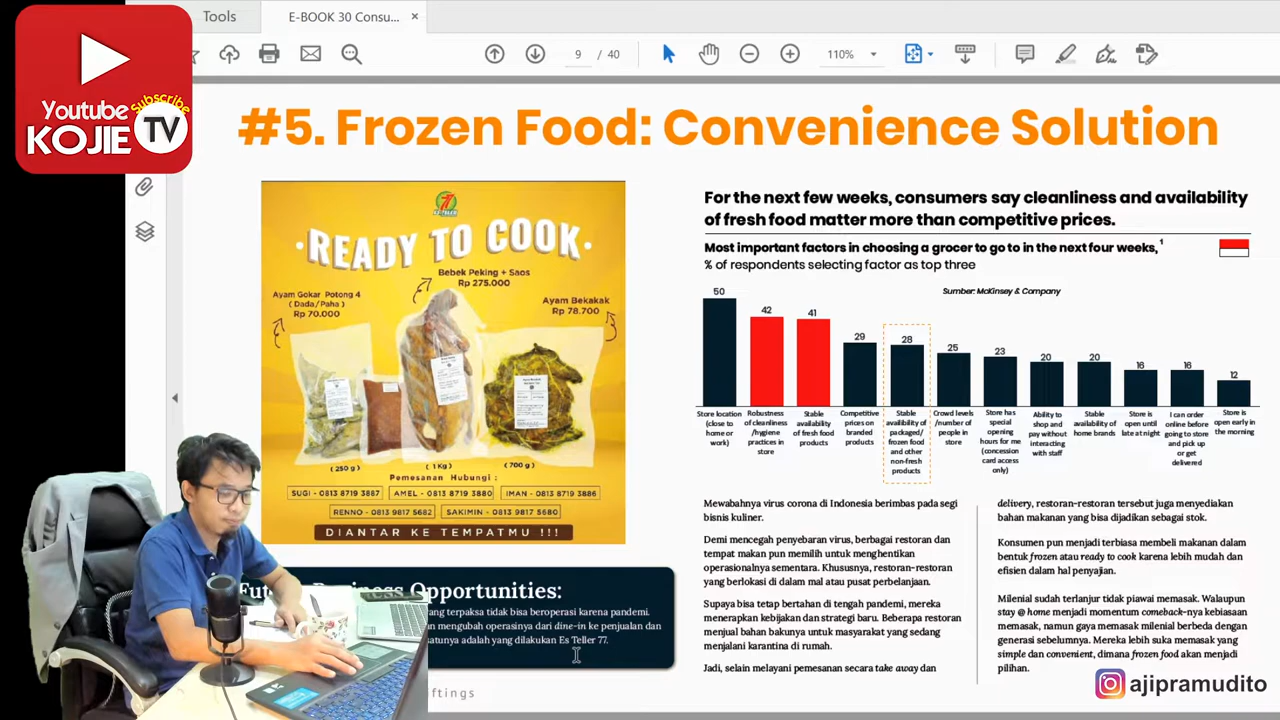 Tools
E-BOOK 30 Consu...
9 / 40
110%
Youtube
Subscribe
KOJIE TV
#5. Frozen Food: Convenience Solution
77
ES TELER
READY TO COOK
Bebek Peking + Saos
Rp 275.000
Ayam Gokar Potong 4
(Dada/Paha)
Rp 70.000
Ayam Bekakak
Rp 78.700
(250 g)
(1 Kg)
(700 g)
Pemesanan Hubungi :
SUGI - 0813 8719 3887
AMEL - 0813 8719 3880
IMAN - 0813 8719 3886
RENNO - 0813 9817 5682
SAKIMIN - 0813 9817 5680
DIANTAR KE TEMPATMU !!!
Business Opportunities:
yang terpaksa tidak bisa beroperasi karena pandemi.
mengubah operasinya dari dine-in ke penjualan dan
satunya adalah yang dilakukan Es Teller 77.
ftings
For the next few weeks, consumers say cleanliness and availability
of fresh food matter more than competitive prices.
Most important factors in choosing a grocer to go to in the next four weeks,1
% of respondents selecting factor as top three
Sumber: McKinsey & Company
50
42
41
29
28
25
23
20
20
16
16
12
Store location
(close to
home or
work)
Robustness
of cleanliness
/hygiene
practices in
store
Stable
availability
of fresh food
products
Competitive
prices on
branded
products
Stable
availibility of
packaged/
frozen food
and other
non-fresh
products
Crowd levels
/number of
people in
store
Store has
special
opening
hours for me
(concession
card access
only)
Ability to
shop and
pay without
interacting
with staff
Stable
availability of
home brands
Store is
open until
late at night
I can order
online before
going to store
and pick up
or get
delivered
Store is
open early in
the morning
Mewabahnya virus corona di Indonesia berimbas pada segi
bisnis kuliner.
Demi mencegah penyebaran virus, berbagai restoran dan
tempat makan pun memilih untuk menghentikan
operasionalnya sementara. Khususnya, restoran-restoran
yang berlokasi di dalam mal atau pusat perbelanjaan.
Supaya bisa tetap bertahan di tengah pandemi, mereka
menerapkan kebijakan dan strategi baru. Beberapa restoran
menjual bahan bakunya untuk masyarakat yang sedang
menjalani karantina di rumah.
Jadi, selain melayani pemesanan secara take away dan
delivery, restoran-restoran tersebut juga menyediakan
bahan makanan yang bisa dijadikan sebagai stok.
Konsumen pun menjadi terbiasa membeli makanan dalam
bentuk frozen atau ready to cook karena lebih mudah dan
efisien dalam hal penyajian.
Milenial sudah terlanjur tidak piawai memasak. Walaupun
stay @ home menjadi momentum comeback-nya kebiasaan
memasak, namun gaya memasak milenial berbeda dengan
generasi sebelumnya. Mereka lebih suka memasak yang
simple dan convenient, dimana frozen food akan menjadi
pilihan.
ajipramudito